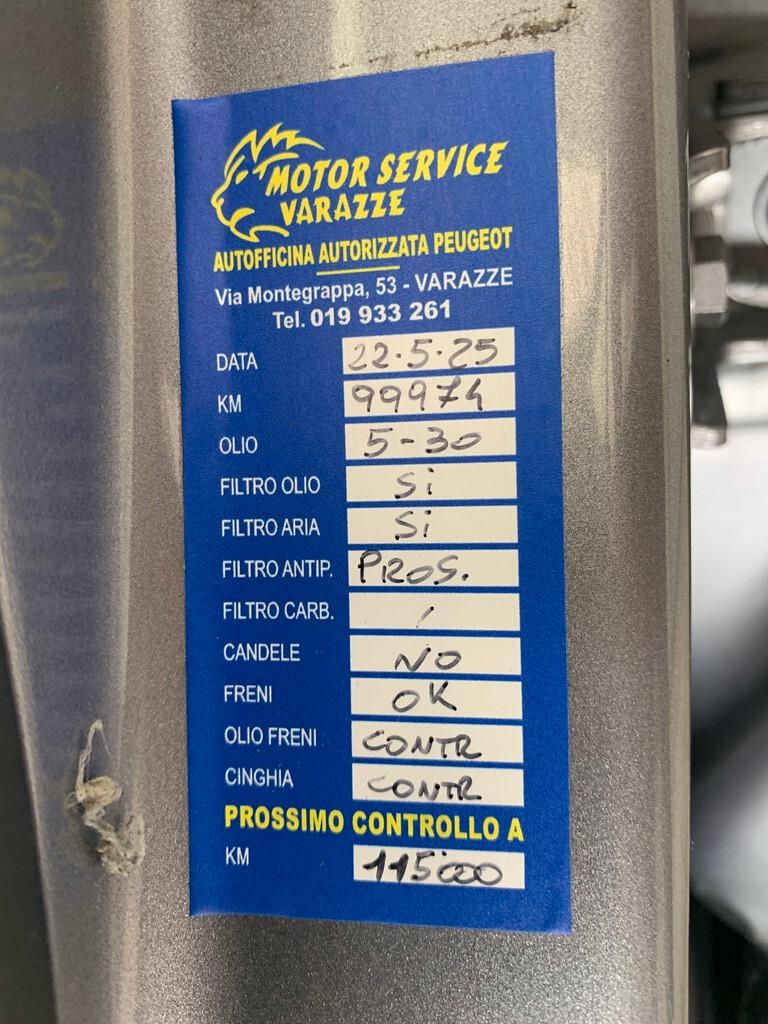 MOTOR SERVICE
VARAZZE
AUTOFFICINA AUTORIZZATA PEUGEOT
Via Montegrappa, 53 - VARAZZE
Tel. 019 933 261
DATA 22.5.25
KM 99974
OLIO 5-30
FILTRO OLIO Si
FILTRO ARIA Si
FILTRO ANTIP. PROS.
FILTRO CARB. /
CANDELE NO
FRENI OK
OLIO FRENI CONTR
CINGHIA CONTR
PROSSIMO CONTROLLO A
KM 115'000